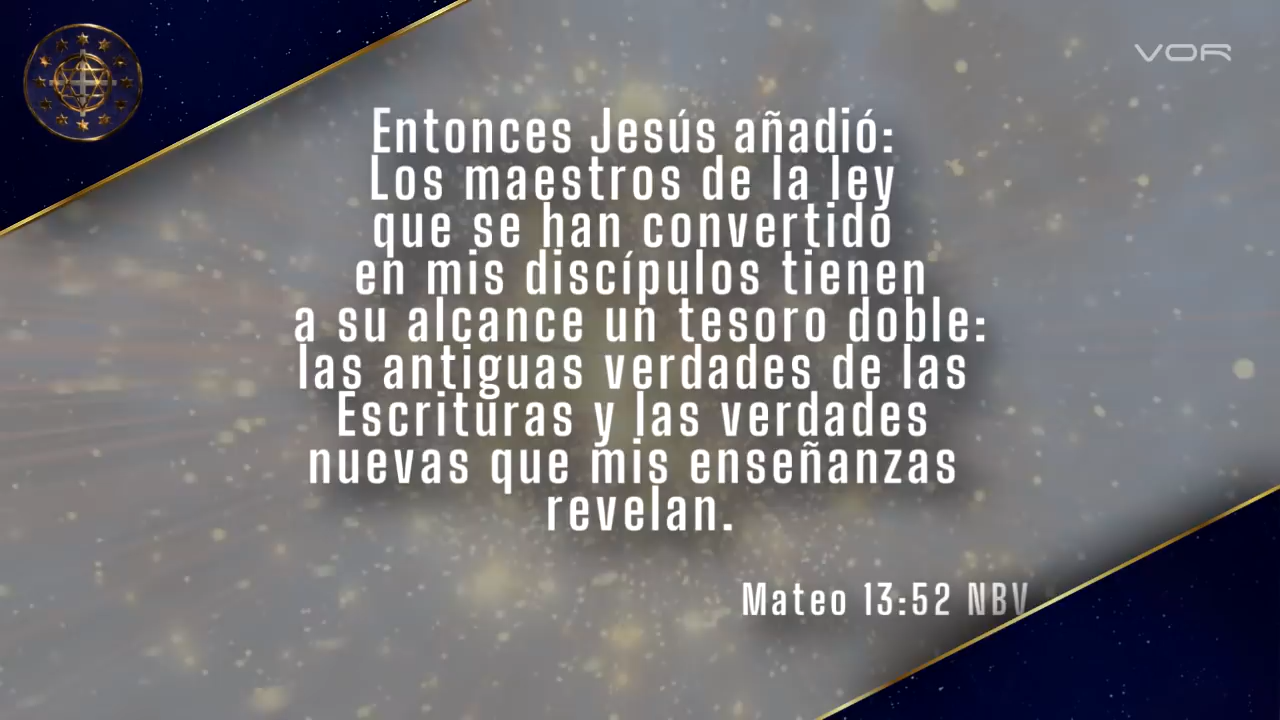 VOR
Entonces Jesús añadió:
Los maestros de la ley
que se han convertido
en mis discípulos tienen
a su alcance un tesoro doble:
las antiguas verdades de las
Escrituras y las verdades
nuevas que mis enseñanzas
revelan.
Mateo 13:52 NBV